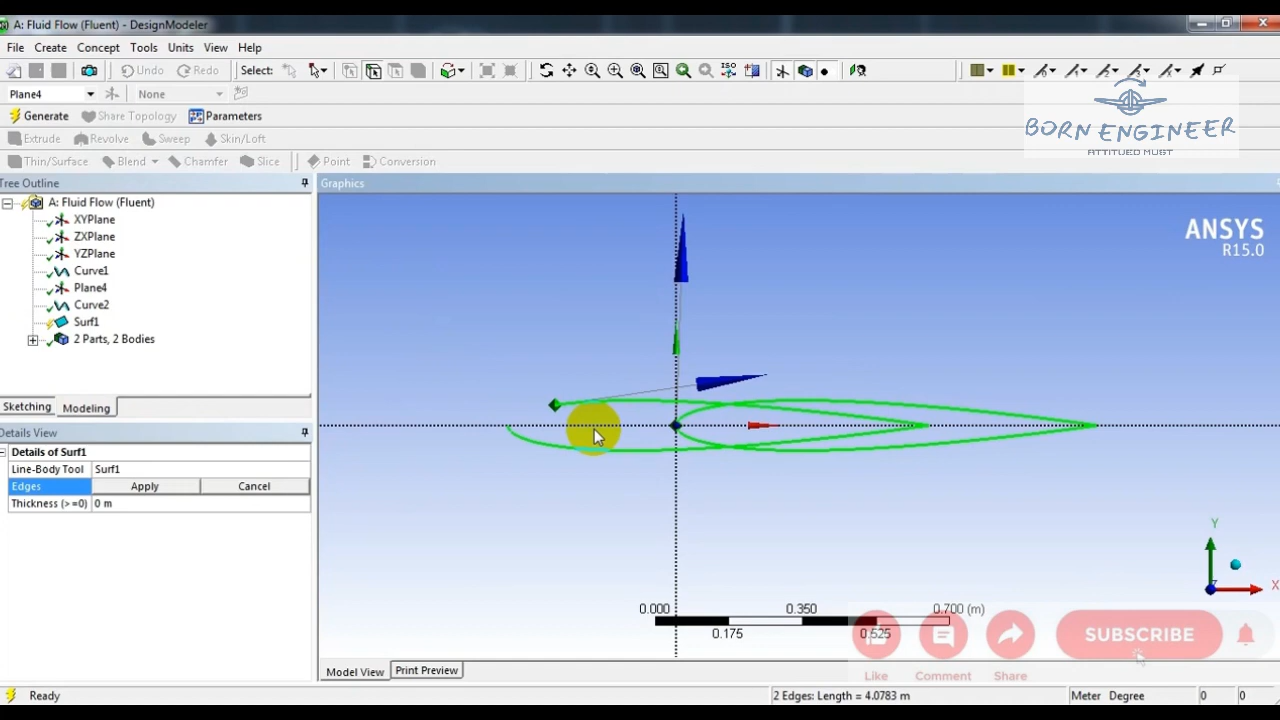 A: Fluid Flow (Fluent) - DesignModeler
File Create Concept Tools Units View Help
Undo Redo Select:
Plane4 None
Generate Share Topology Parameters
Extrude Revolve Sweep Skin/Loft
Thin/Surface Blend Chamfer Slice Point Conversion
BORN ENGINEER
ATTITUED MUST
Tree Outline
Graphics
A: Fluid Flow (Fluent)
XYPlane
ZXPlane
YZPlane
Curve1
Plane4
Curve2
Surf1
2 Parts, 2 Bodies
ANSYS
R15.0
Sketching Modeling
Details View
Details of Surf1
Line-Body Tool Surf1
Edges Apply Cancel
Thickness (>=0) 0 m
Y
X
0.000 0.350 0.700 (m)
0.175 0.525
SUBSCRIBE
Like Comment Share
Model View Print Preview
Ready 2 Edges: Length = 4.0783 m Meter Degree 0 0